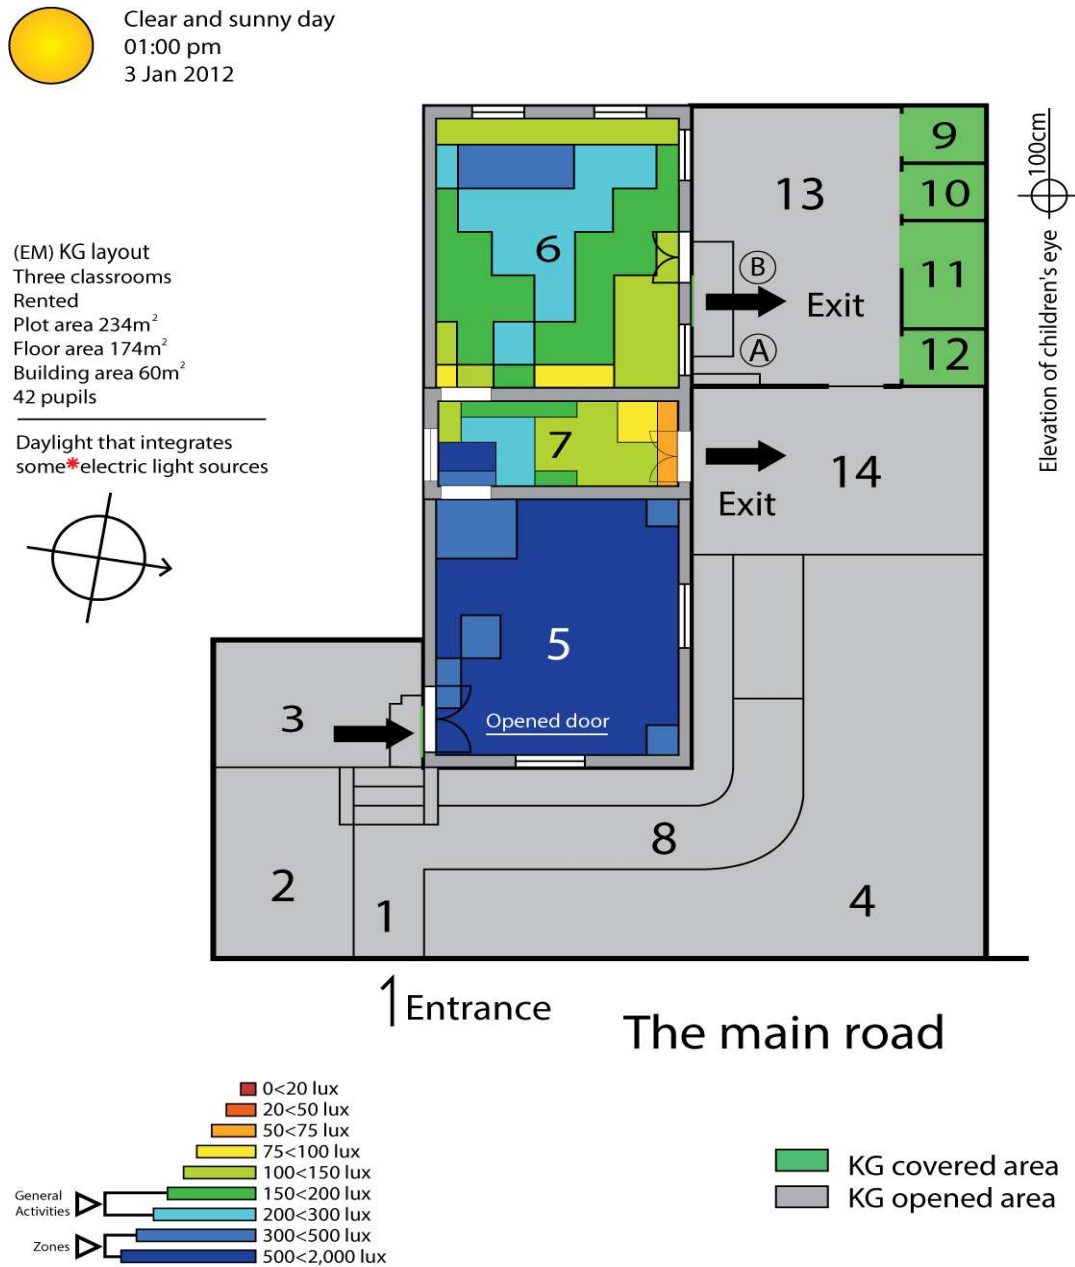 Clear and sunny day
01:00 pm
3 Jan 2012
(EM) KG layout
Three classrooms
Rented
Plot area 234m²
Floor area 174m²
Building area 60m²
42 pupils
Daylight that integrates
some*electric light sources
Elevation of children's eye
100cm
9
10
11
12
13
6
B
Exit
A
7
14
Exit
5
Opened door
3
8
2
1
4
Entrance
The main road
0<20 lux
20<50 lux
50<75 lux
75<100 lux
100<150 lux
150<200 lux
200<300 lux
300<500 lux
500<2,000 lux
General
Activities
Zones
KG covered area
KG opened area